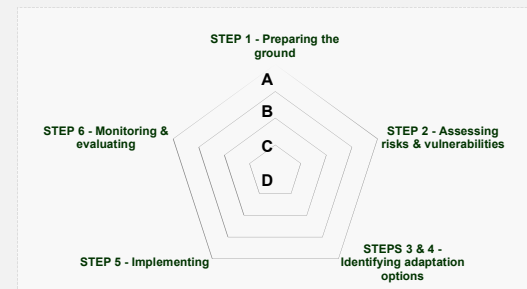 STEP 1 - Preparing the
ground
A
B
C
D
STEP 6 - Monitoring &
evaluating
STEP 2 - Assessing
risks & vulnerabilities
STEP 5 - Implementing
STEPS 3 & 4 -
Identifying adaptation
options